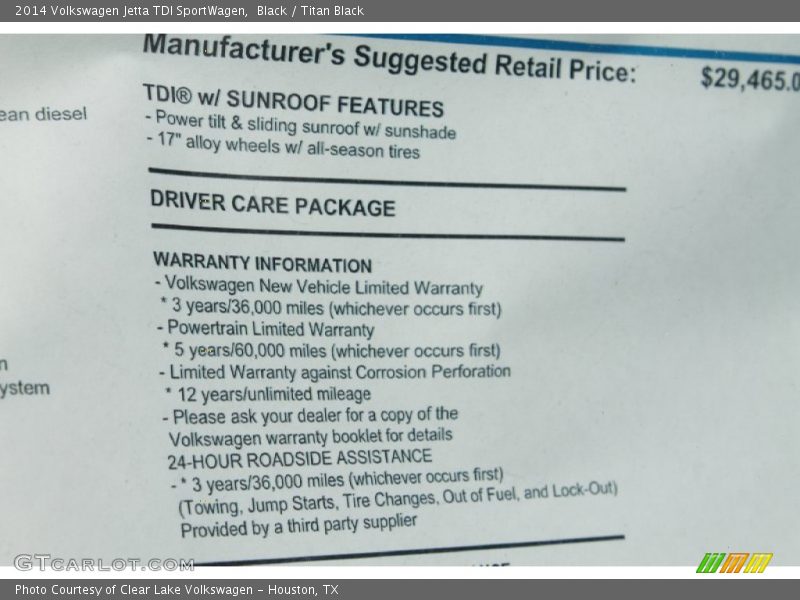 2014 Volkswagen Jetta TDI SportWagen, Black / Titan Black
Manufacturer's Suggested Retail Price: $29,465.0
TDI® w/ SUNROOF FEATURES
ean diesel
- Power tilt & sliding sunroof w/ sunshade
- 17" alloy wheels w/ all-season tires
DRIVER CARE PACKAGE
WARRANTY INFORMATION
- Volkswagen New Vehicle Limited Warranty
* 3 years/36,000 miles (whichever occurs first)
- Powertrain Limited Warranty
* 5 years/60,000 miles (whichever occurs first)
n
- Limited Warranty against Corrosion Perforation
ystem
* 12 years/unlimited mileage
- Please ask your dealer for a copy of the
Volkswagen warranty booklet for details
24-HOUR ROADSIDE ASSISTANCE
- * 3 years/36,000 miles (whichever occurs first)
(Towing, Jump Starts, Tire Changes, Out of Fuel, and Lock-Out)
Provided by a third party supplier
GTcarlot.com
Photo Courtesy of Clear Lake Volkswagen - Houston, TX